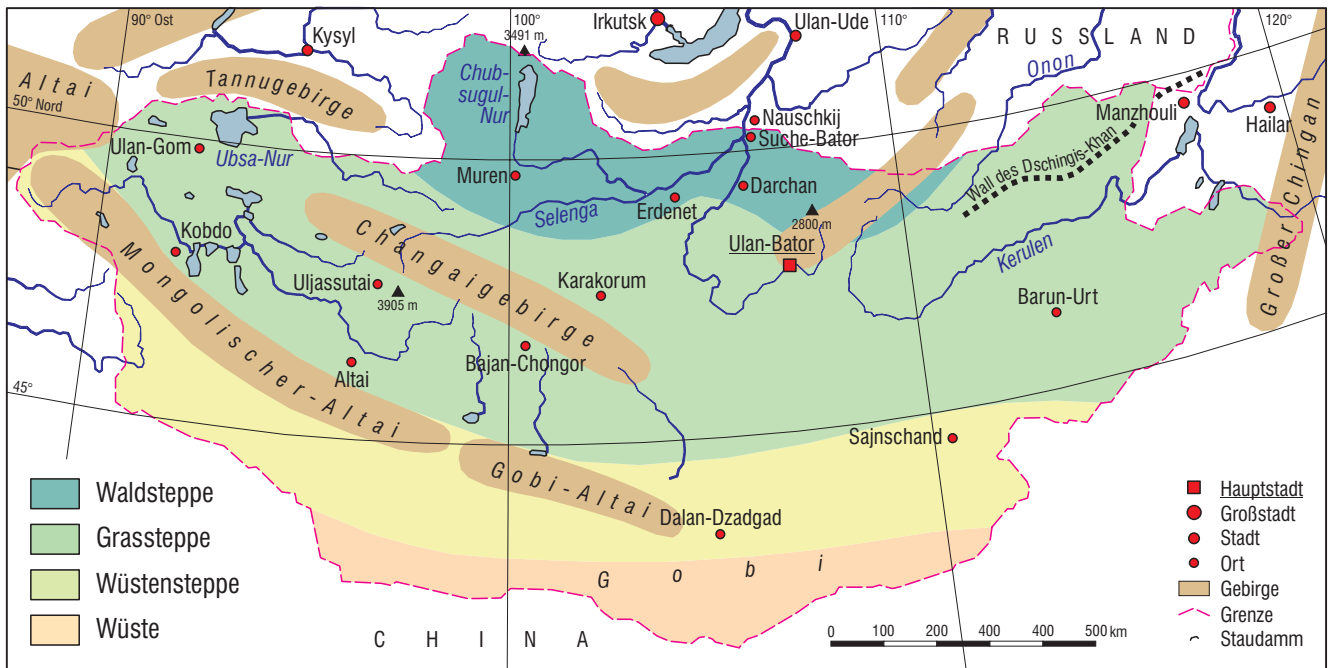 90° Ost
100°
110°
120°
Irkutsk
Ulan-Ude
Kysyl
3491 m
RUSSLAND
Onon
Altai
50° Nord
Tannugebirge
Chub-
sugul-
Nur
Manzhouli
Hailar
Nauschkij
Suche-Bator
Ulan-Gom
Ubsa-Nur
Muren
Darchan
Wall des Dschingis-Khan
Großer Chingan
Selenga
Erdenet
2800 m
Kobdo
Ulan-Bator
Kerulen
Changaigebirge
Uljassutai
3905 m
Karakorum
Barun-Urt
Mongolischer-Altai
Altai
Bajan-Chongor
45°
Sajnschand
Gobi-Altai
Dalan-Dzadgad
Gobi
CHINA
Waldsteppe
Grassteppe
Wüstensteppe
Wüste
Hauptstadt
Großstadt
Stadt
Ort
Gebirge
Grenze
Staudamm
0 100 200 300 400 500 km